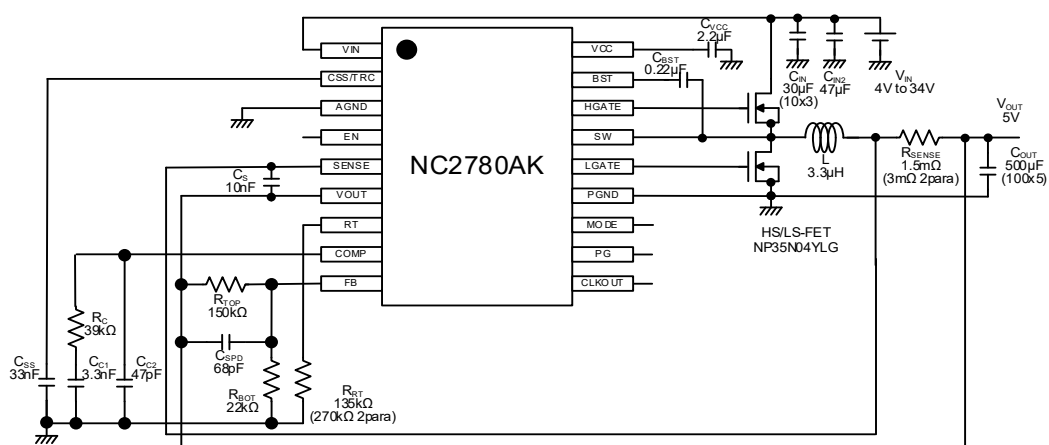 VIN
CSS/TRC
AGND
EN
SENSE
VOUT
RT
COMP
FB
NC2780AK
VCC
BST
HGATE
SW
LGATE
PGND
MODE
PG
CLKOUT
CVCC
2.2µF
CBST
0.22µF
CIN
30µF
(10x3)
CIN2
47µF
VIN
4V to 34V
VOUT
5V
L
3.3µH
RSENSE
1.5mΩ
(3mΩ 2para)
COUT
500µF
(100x5)
HS/LS-FET
NP35N04YLG
CS
10nF
RTOP
150kΩ
CSPD
68pF
RBOT
22kΩ
RRT
135kΩ
(270kΩ 2para)
RC
39kΩ
CSS
33nF
CC1
3.3nF
CC2
47pF